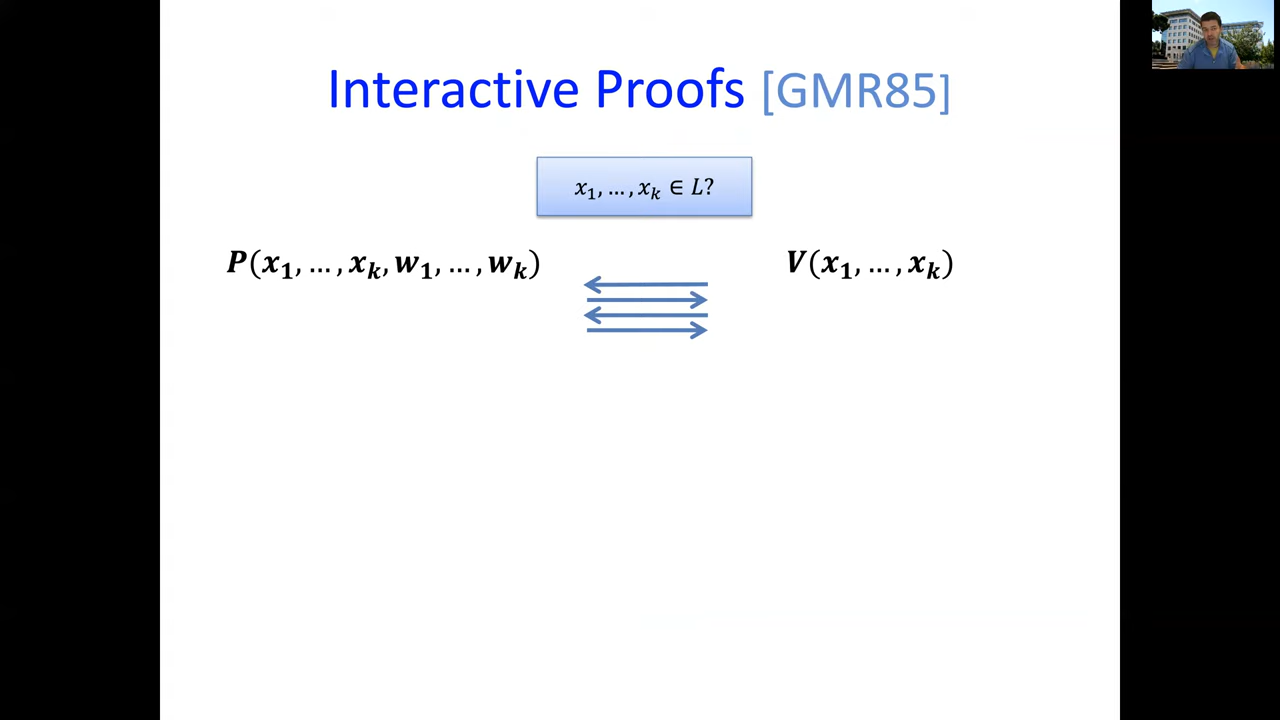 Interactive Proofs [GMR85]
x₁, …, xₖ ∈ L?
P(x₁, …, xₖ, w₁, …, wₖ)
V(x₁, …, xₖ)